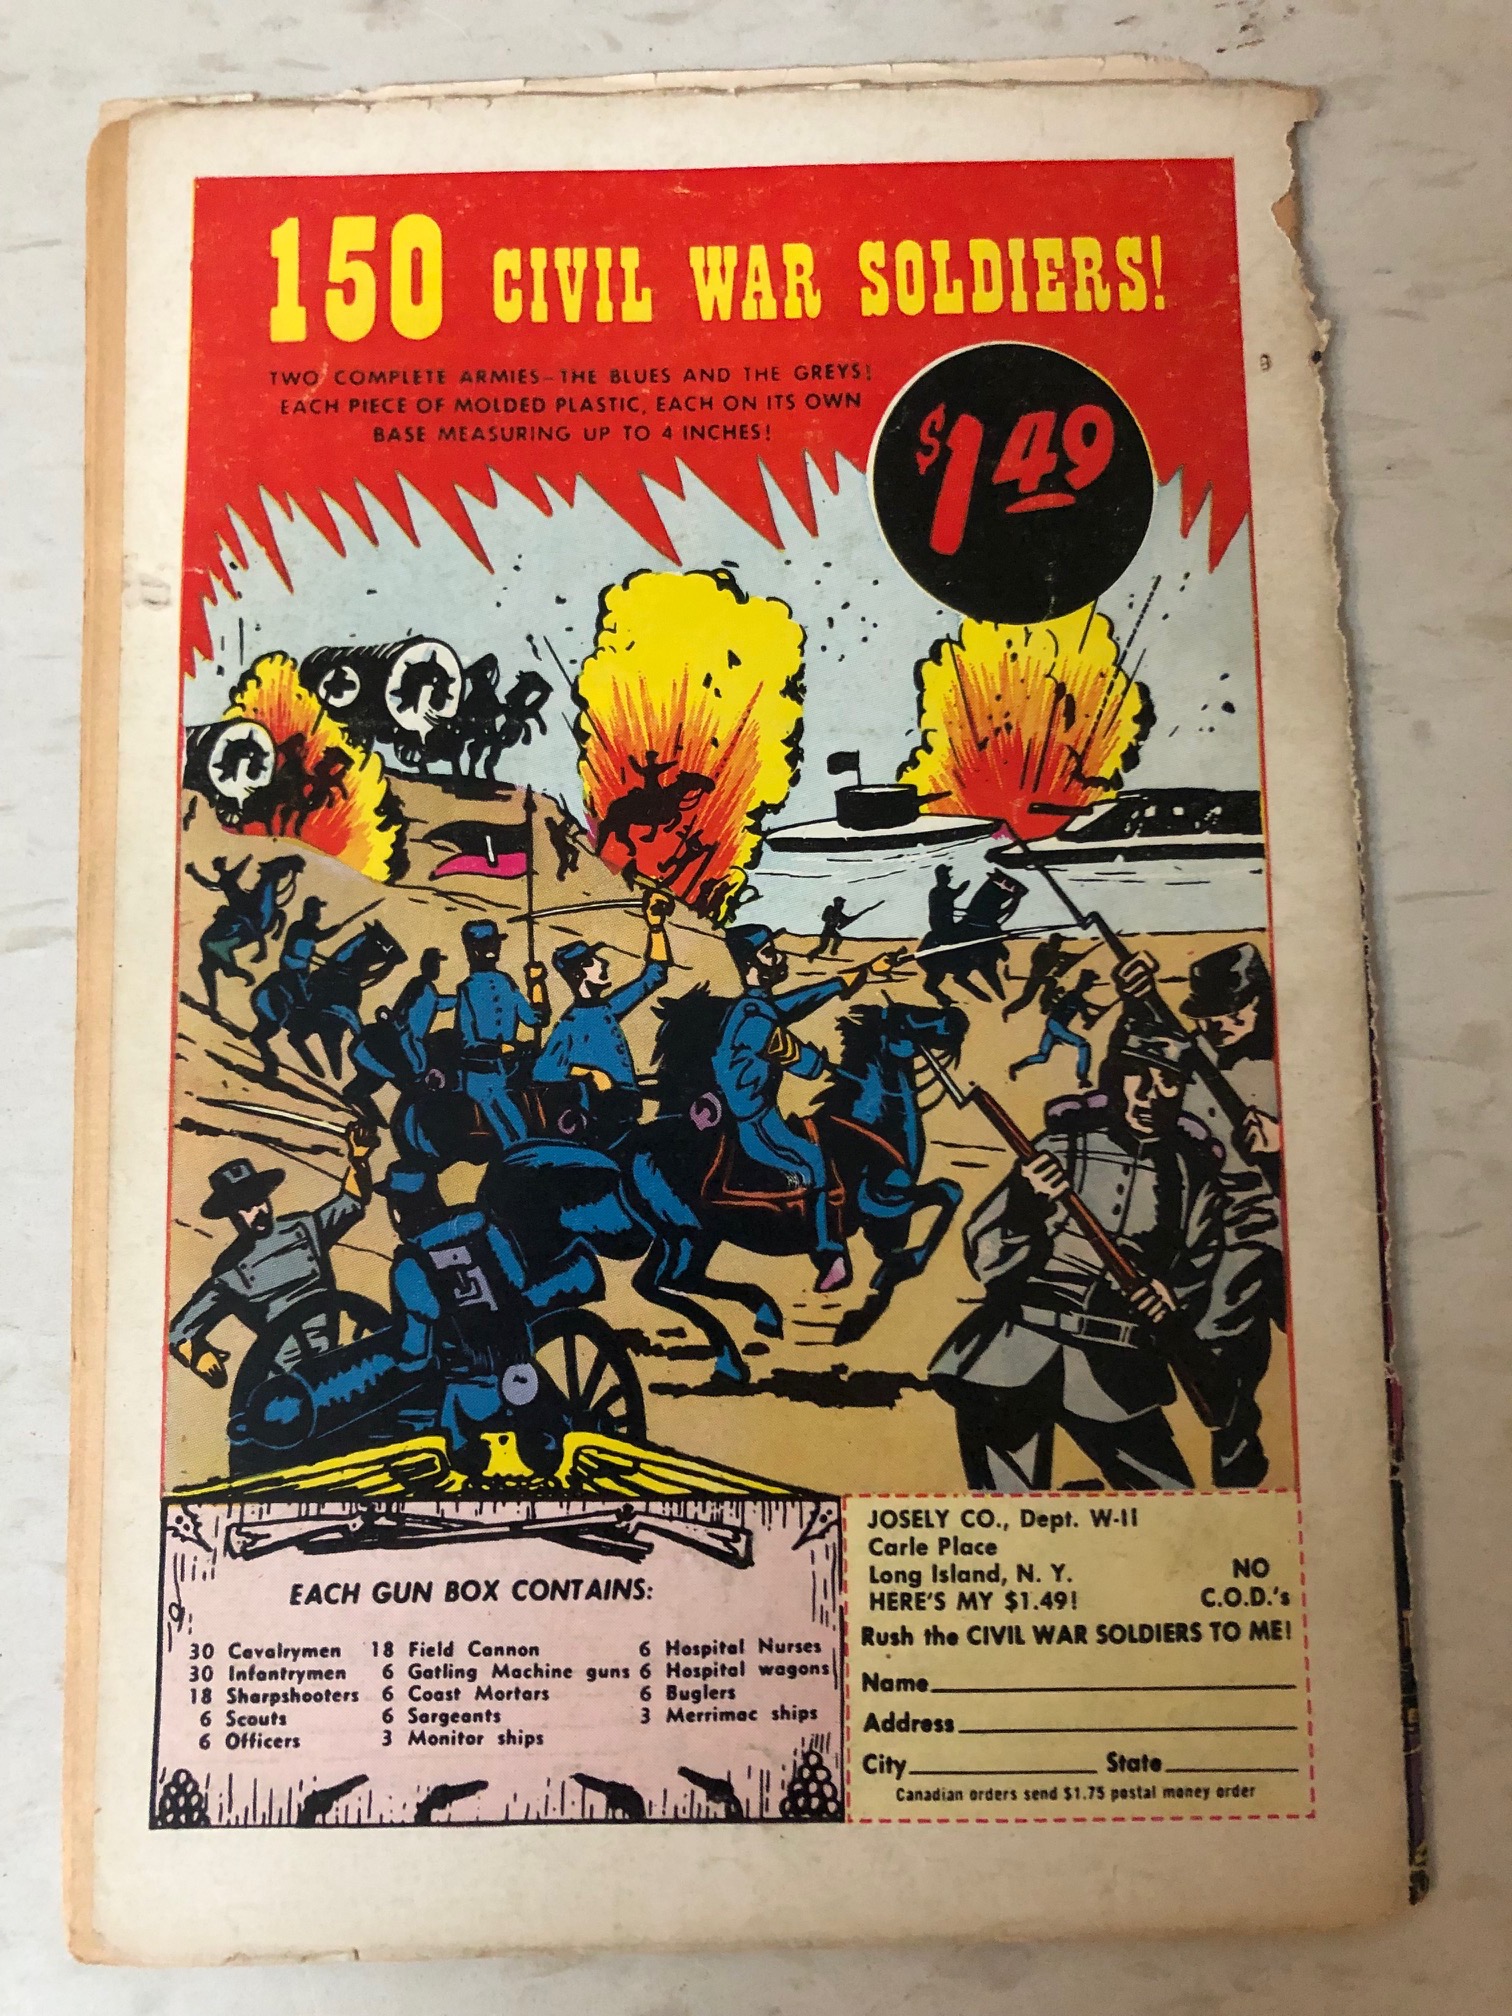 150 CIVIL WAR SOLDIERS!
TWO COMPLETE ARMIES-THE BLUES AND THE GREYS!
EACH PIECE OF MOLDED PLASTIC, EACH ON ITS OWN
BASE MEASURING UP TO 4 INCHES!
$1.49
EACH GUN BOX CONTAINS:
30 Cavalrymen
30 Infantrymen
18 Sharpshooters
6 Scouts
6 Officers
18 Field Cannon
6 Gatling Machine guns
6 Coast Mortars
6 Sargeants
3 Monitor ships
6 Hospital Nurses
6 Hospital wagons
6 Buglers
3 Merrimac ships
JOSELY CO., Dept. W-11
Carle Place
Long Island, N. Y.
HERE'S MY $1.49!
NO
C.O.D.'s
Rush the CIVIL WAR SOLDIERS TO ME!
Name
Address
City State
Canadian orders send $1.75 postal money order